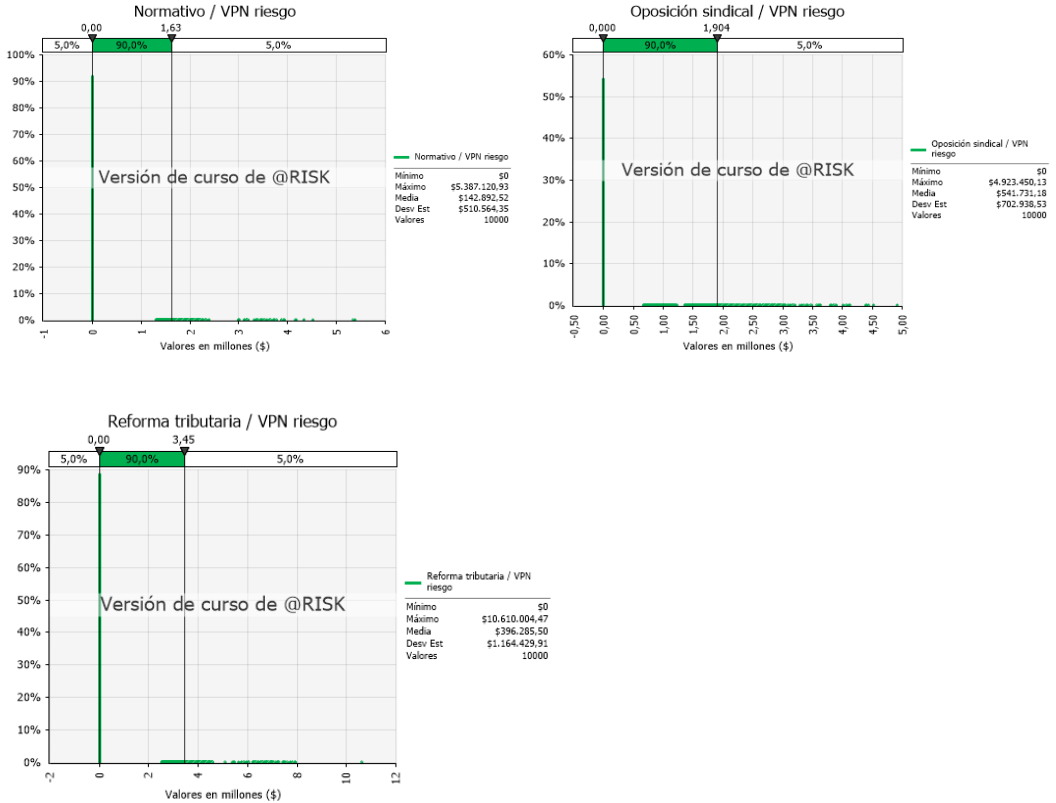 Normativo / VPN riesgo
0,00 1,63
5,0% 90,0% 5,0%
100%
90%
80%
70%
60%
50%
40%
30%
20%
10%
0%
Versión de curso de @RISK
-1 0 1 2 3 4 5 6
Valores en millones ($)
Normativo / VPN riesgo
Mínimo $0
Máximo $5.387.120,93
Media $142.892,52
Desv Est $510.564,35
Valores 10000
Oposición sindical / VPN riesgo
0,000 1,904
90,0% 5,0%
60%
50%
40%
30%
20%
10%
0%
Versión de curso de @RISK
-0,50 0,00 0,50 1,00 1,50 2,00 2,50 3,00 3,50 4,00 4,50 5,00
Valores en millones ($)
Oposición sindical / VPN
riesgo
Mínimo $0
Máximo $4.923.450,13
Media $541.731,18
Desv Est $702.938,53
Valores 10000
Reforma tributaria / VPN riesgo
0,00 3,45
5,0% 90,0% 5,0%
90%
80%
70%
60%
50%
40%
30%
20%
10%
0%
Versión de curso de @RISK
-2 0 2 4 6 8 10 12
Valores en millones ($)
Reforma tributaria / VPN
riesgo
Mínimo $0
Máximo $10.610.004,47
Media $396.285,50
Desv Est $1.164.429,91
Valores 10000